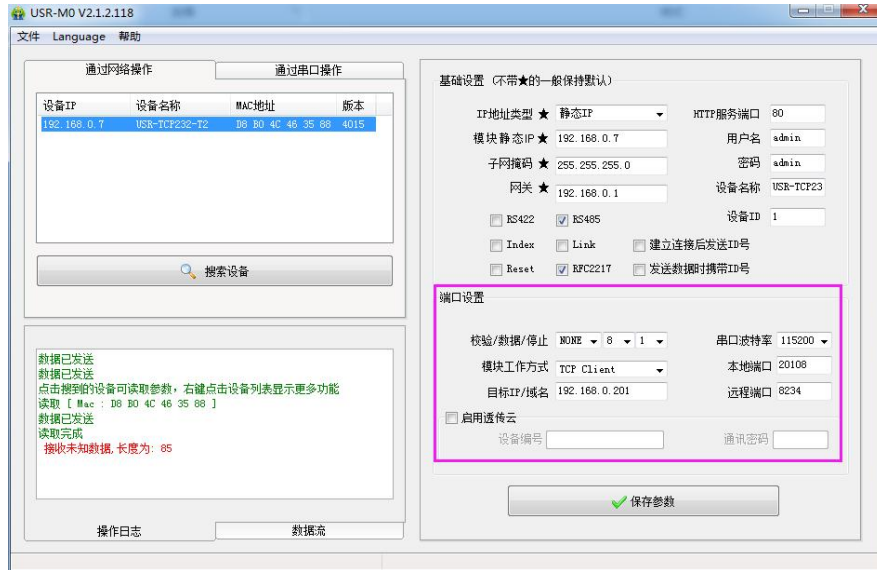 USR-M0 V2.1.2.118
文件 Language 帮助
通过网络操作 通过串口操作
设备IP 设备名称 MAC地址 版本
192.168.0.7 USR-TCP232-T2 D8 B0 4C 46 35 88 4015
搜索设备
数据已发送
数据已发送
点击搜到的设备可读取参数，右键点击设备列表显示更多功能
读取 [ Mac : D8 B0 4C 46 35 88 ]
数据已发送
读取完成
接收未知数据,长度为: 85
操作日志 数据流
基础设置 (不带★的一般保持默认)
IP地址类型 ★ 静态IP HTTP服务端口 80
模块静态IP★ 192.168.0.7 用户名 admin
子网掩码 ★ 255.255.255.0 密码 admin
网关 ★ 192.168.0.1 设备名称 USR-TCP23
RS422 RS485 设备ID 1
Index Link 建立连接后发送ID号
Reset RFC2217 发送数据时携带ID号
端口设置
校验/数据/停止 NONE 8 1 串口波特率 115200
模块工作方式 TCP Client 本地端口 20108
目标IP/域名 192.168.0.201 远程端口 8234
启用透传云
设备编号 通讯密码
保存参数